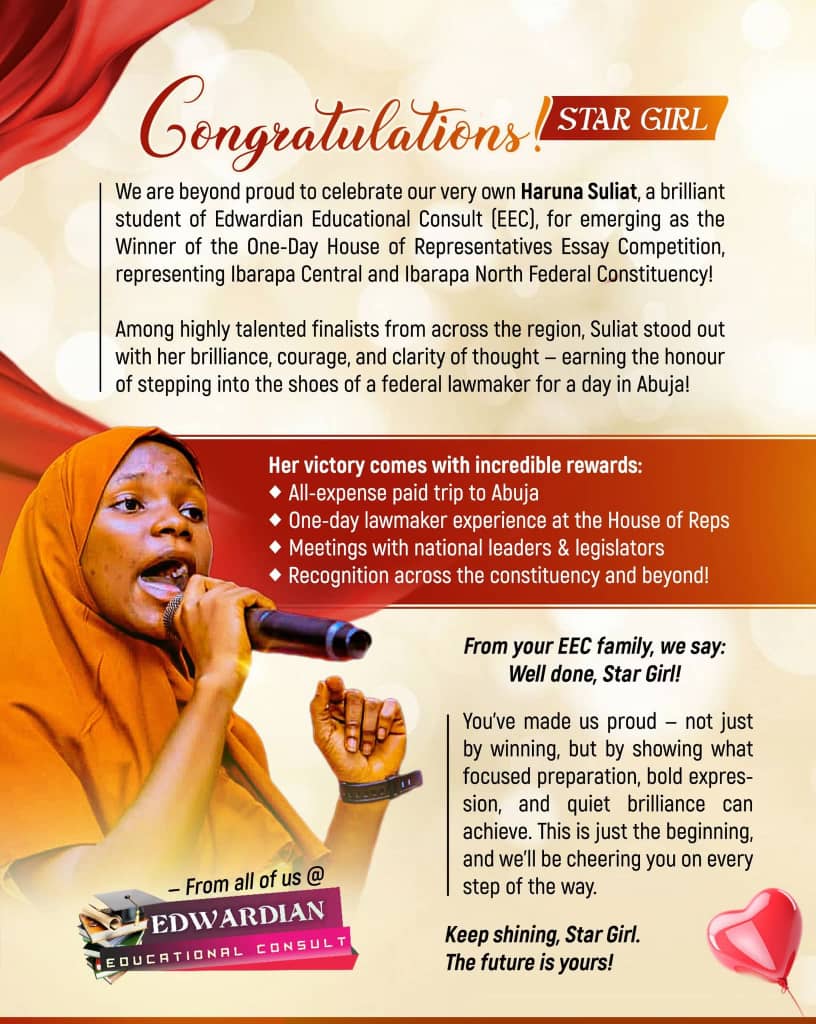 Congratulations! STAR GIRL
We are beyond proud to celebrate our very own Haruna Suliat, a brilliant
student of Edwardian Educational Consult (EEC), for emerging as the
Winner of the One-Day House of Representatives Essay Competition,
representing Ibarapa Central and Ibarapa North Federal Constituency!
Among highly talented finalists from across the region, Suliat stood out
with her brilliance, courage, and clarity of thought – earning the honour
of stepping into the shoes of a federal lawmaker for a day in Abuja!
Her victory comes with incredible rewards:
◆ All-expense paid trip to Abuja
◆ One-day lawmaker experience at the House of Reps
◆ Meetings with national leaders & legislators
◆ Recognition across the constituency and beyond!
From your EEC family, we say:
Well done, Star Girl!
You've made us proud – not just
by winning, but by showing what
focused preparation, bold expres-
sion, and quiet brilliance can
achieve. This is just the beginning,
and we'll be cheering you on every
step of the way.
Keep shining, Star Girl.
The future is yours!
– From all of us @
EDWARDIAN
EDUCATIONAL CONSULT